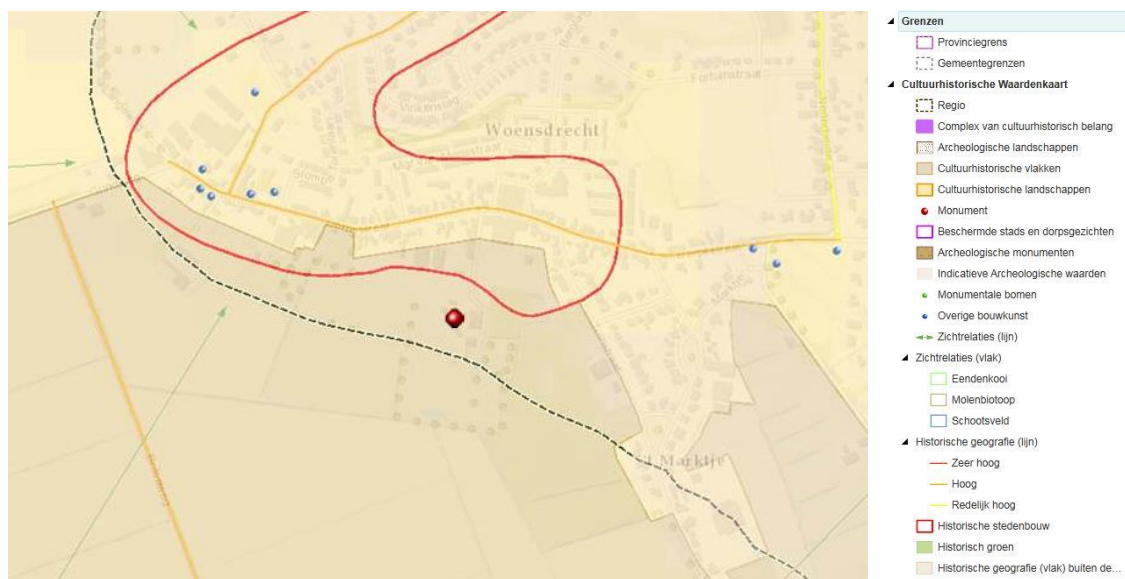 Fortunastraat
Vinkenslag
Woensdrecht
't Marktje
Grenzen
Provinciegrens
Gemeentegrenzen
Cultuurhistorische Waardenkaart
Regio
Complex van cultuurhistorisch belang
Archeologische landschappen
Cultuurhistorische vlakken
Cultuurhistorische landschappen
Monument
Beschermde stads en dorpsgezichten
Archeologische monumenten
Indicatieve Archeologische waarden
Monumentale bomen
Overige bouwkunst
Zichtrelaties (lijn)
Zichtrelaties (vlak)
Eendenkooi
Molenbiotoop
Schootsveld
Historische geografie (lijn)
Zeer hoog
Hoog
Redelijk hoog
Historische stedenbouw
Historisch groen
Historische geografie (vlak) buiten de...